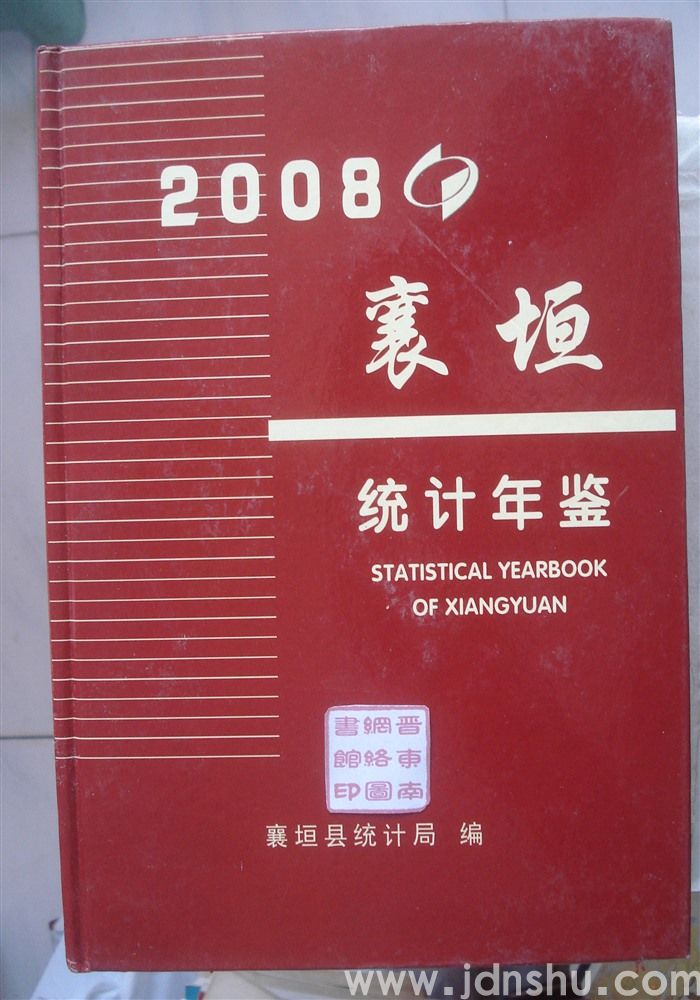 2008
襄垣
统计年鉴
STATISTICAL YEARBOOK
OF XIANGYUAN
晋東南
網絡圖
書館印
襄垣县统计局 编
www.jdnshu.com